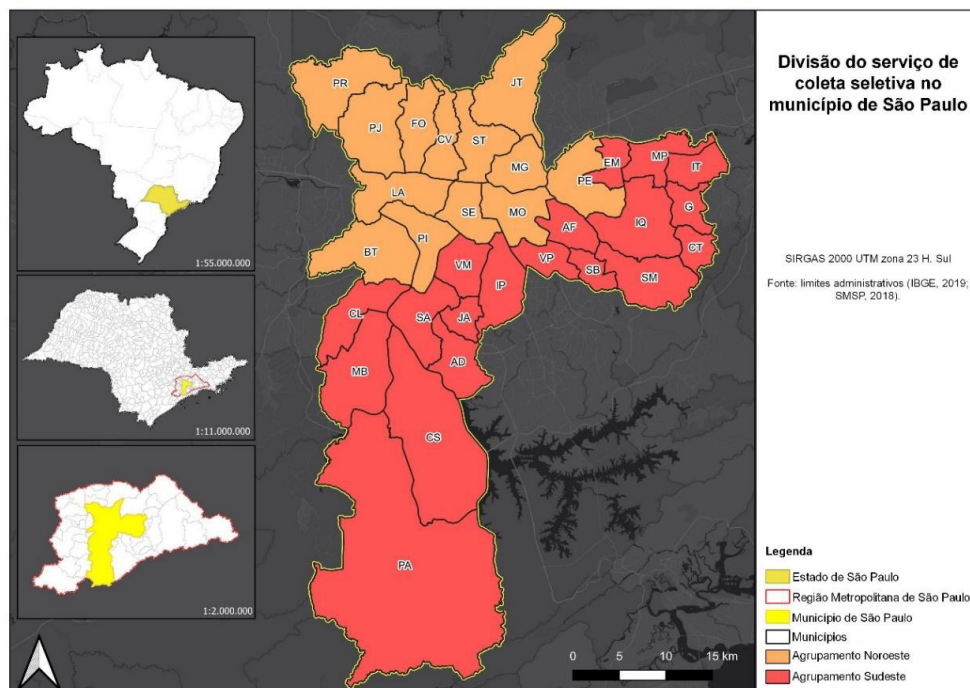 Divisão do serviço de
coleta seletiva no
município de São Paulo
SIRGAS 2000 UTM zona 23 H. Sul
Fonte: limites administrativos (IBGE, 2019;
SMSP, 2018).
Legenda
Estado de São Paulo
Região Metropolitana de São Paulo
Município de São Paulo
Municípios
Agrupamento Noroeste
Agrupamento Sudeste
1:55.000.000
1:11.000.000
1:2.000.000
PR
JT
PJ
FO
CV
ST
MG
EM
MP
IT
PE
LA
SE
MO
AF
IQ
G
BT
PI
VM
IP
VP
SB
SM
CT
CL
SA
JA
MB
AD
CS
PA
0 5 10 15 km